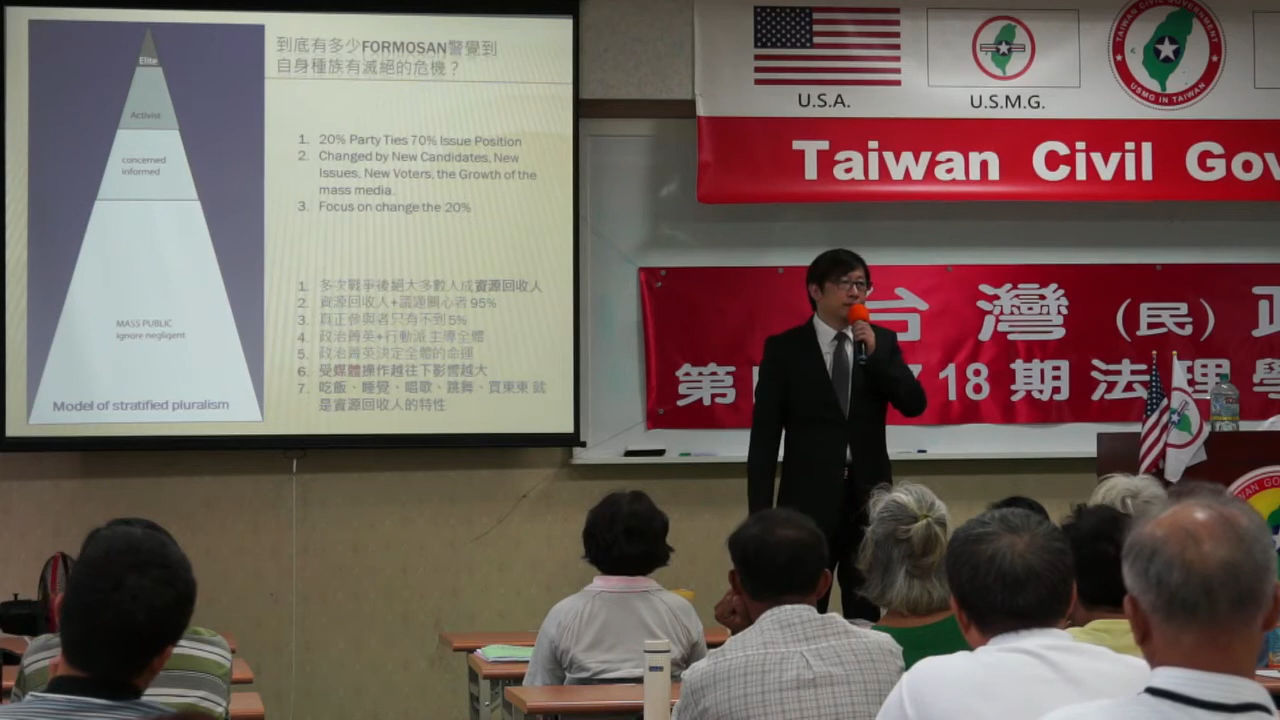 Elite
Activist
concerned
informed
MASS PUBLIC
ignore negligent
Model of stratified pluralism
到底有多少FORMOSAN警覺到
自身種族有滅絕的危機？
1. 20% Party Ties 70% Issue Position
2. Changed by New Candidates, New
Issues, New Voters, the Growth of the
mass media.
3. Focus on change the 20%
1. 多次戰爭後絕大多數人成資源回收人
2. 資源回收人+議題關心者 95%
3. 真正參與者只有不到5%
4. 政治菁英+行動派主導全體
5. 政治菁英決定全體的命運
6. 受媒體操作越往下影響越大
7. 吃飯、睡覺、唱歌、跳舞、買東東 就
是資源回收人的特性
U.S.A.
U.S.M.G.
TAIWAN CIVIL GOVERNMENT
USMG IN TAIWAN
Taiwan Civil Gov
台灣（民）政
第 18 期 法 理 學